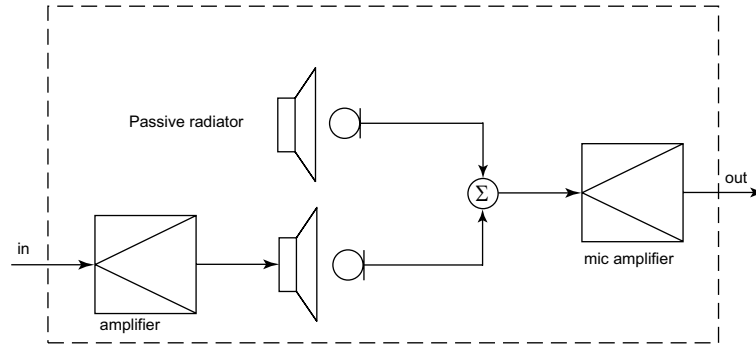 Passive radiator
Σ
out
in
mic amplifier
amplifier